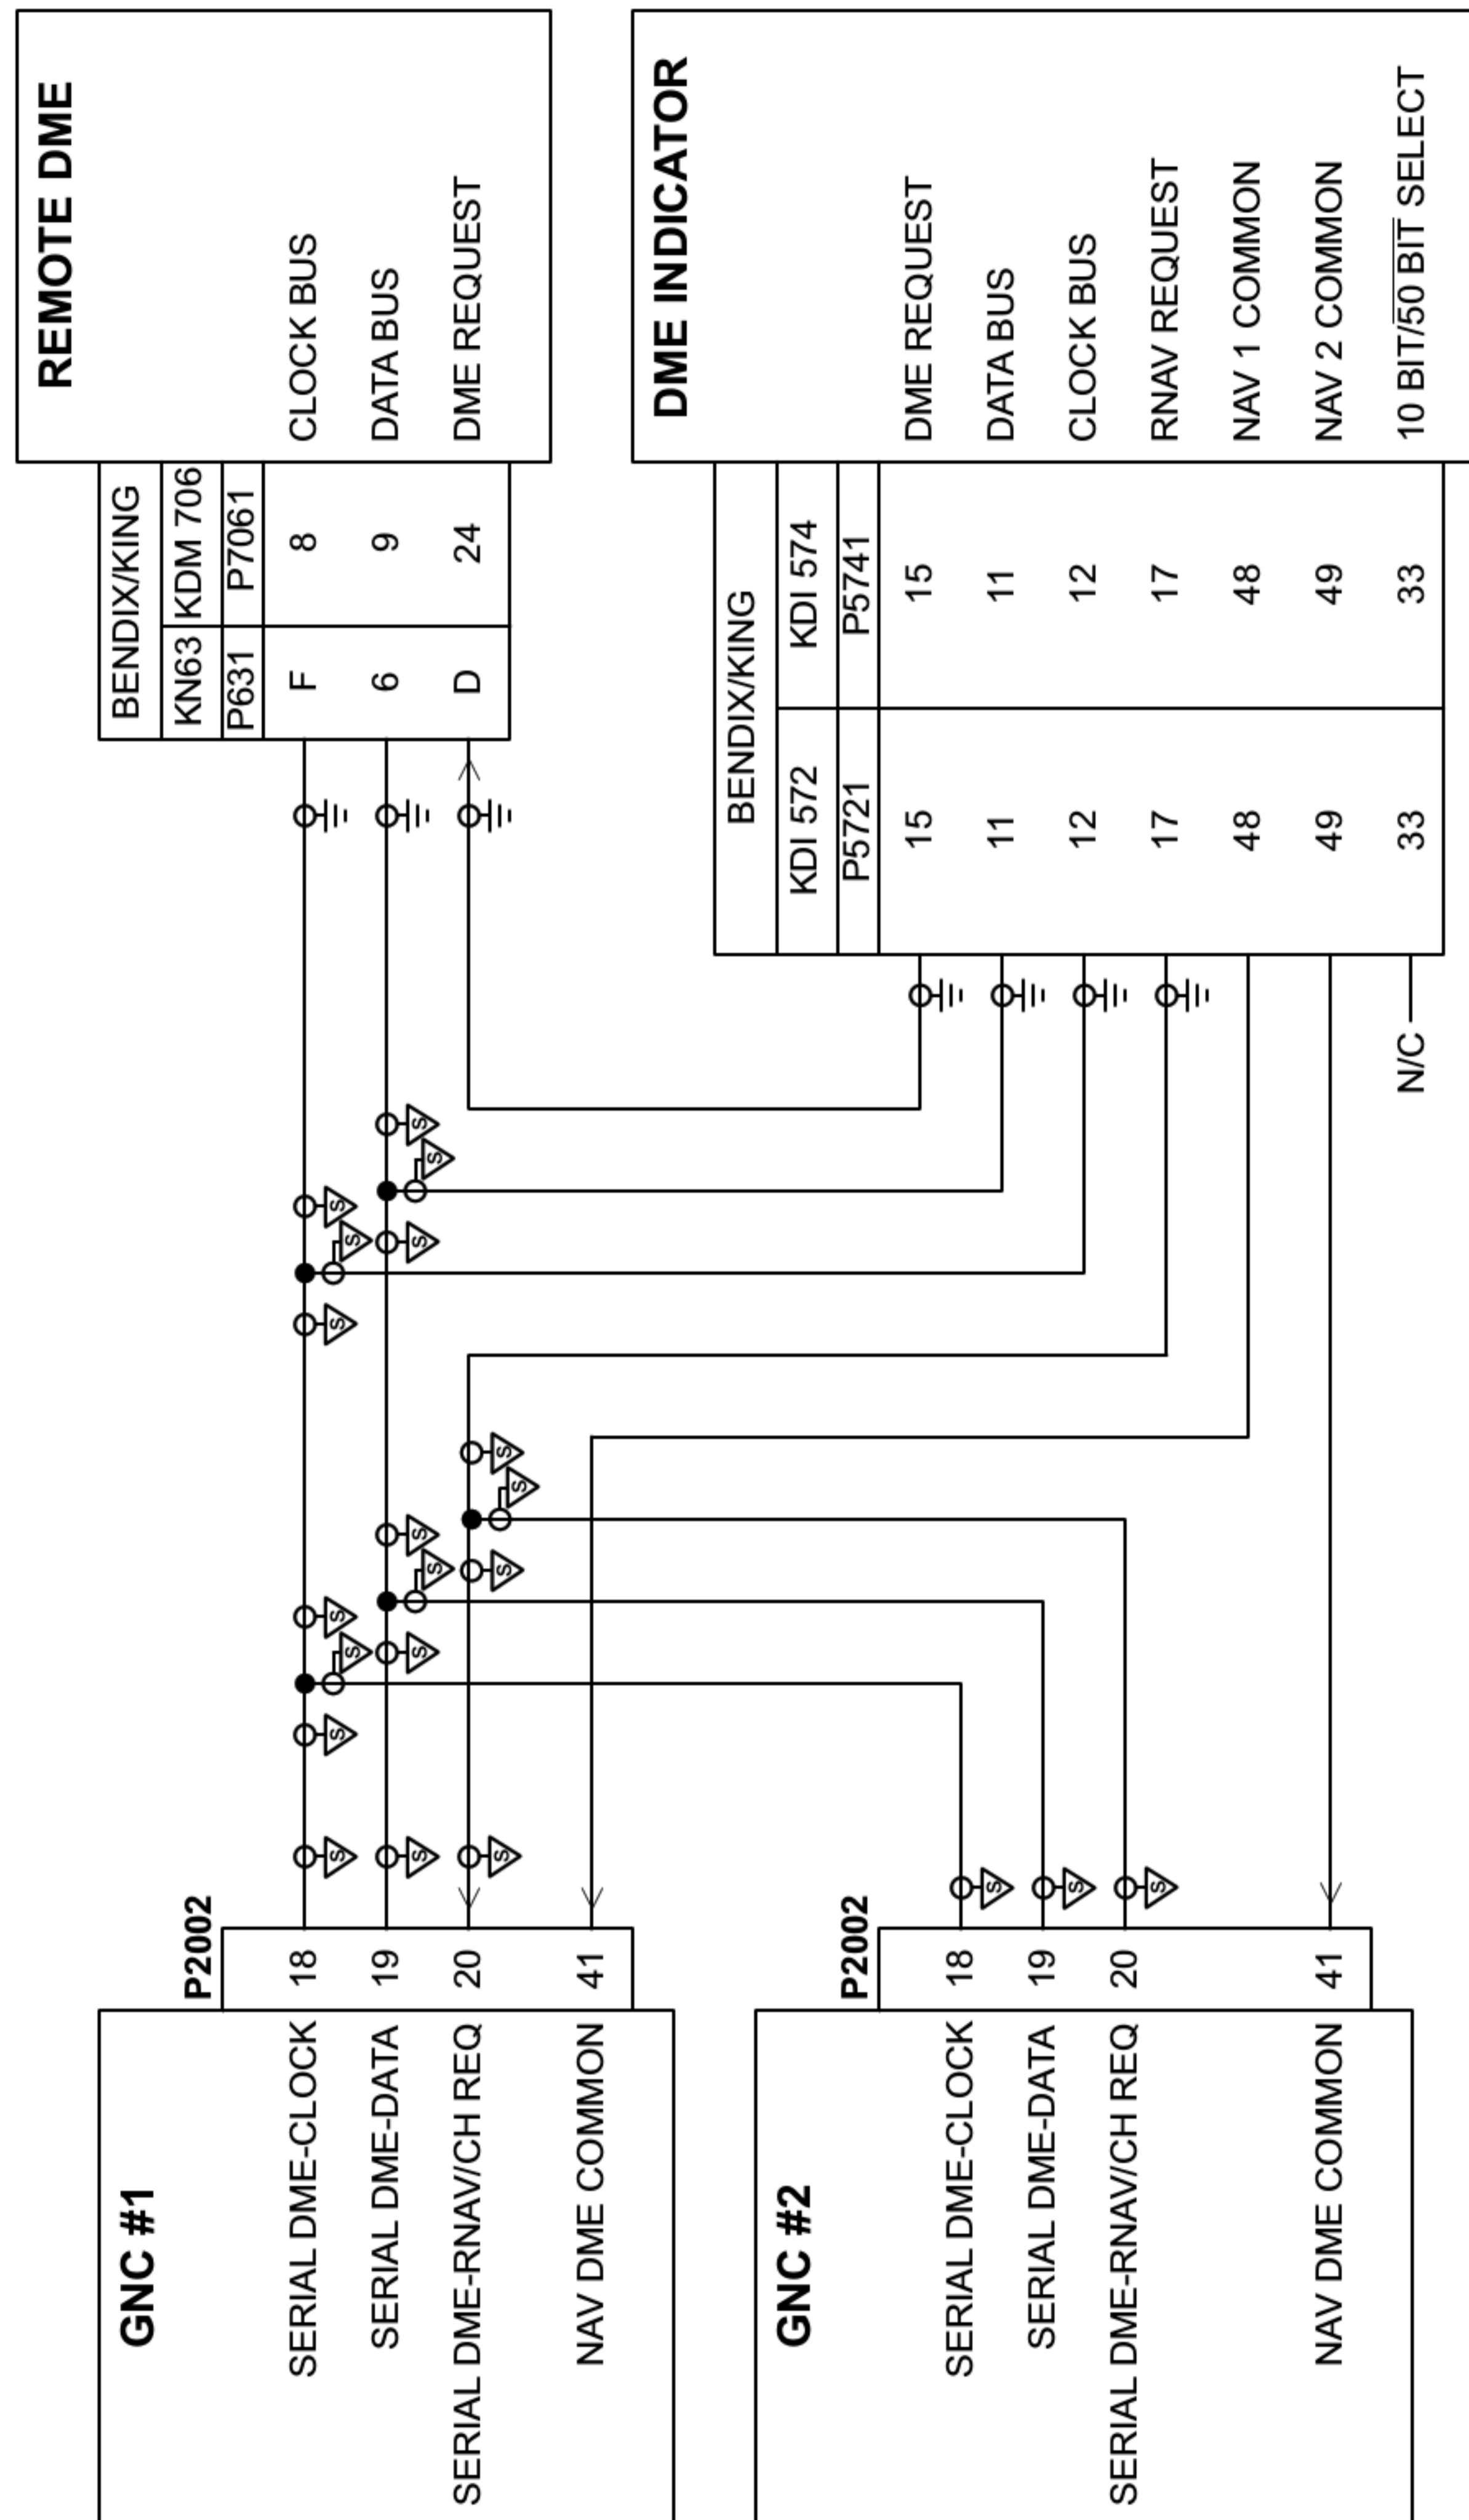 GNC #1
P2002
SERIAL DME-CLOCK 18
SERIAL DME-DATA 19
SERIAL DME-RNAV/CH REQ 20
NAV DME COMMON 41
S S S S S S
S S S S S
S S S S
S S S S S
REMOTE DME
BENDIX/KING
KN63 KDM 706
P631 P7061
F 8 CLOCK BUS
6 9 DATA BUS
D 24 DME REQUEST
GNC #2
P2002
SERIAL DME-CLOCK 18
SERIAL DME-DATA 19
SERIAL DME-RNAV/CH REQ 20
NAV DME COMMON 41
S
S
S
DME INDICATOR
BENDIX/KING
KDI 572 KDI 574
P5721 P5741
15 15 DME REQUEST
11 11 DATA BUS
12 12 CLOCK BUS
17 17 RNAV REQUEST
48 48 NAV 1 COMMON
49 49 NAV 2 COMMON
N/C 33 33 10 BIT/50 BIT SELECT